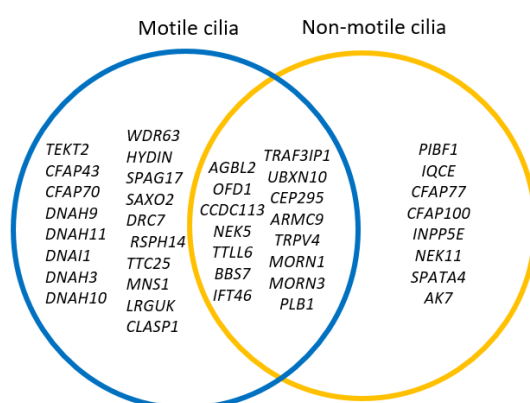 Motile cilia
Non-motile cilia
TEKT2
CFAP43
CFAP70
DNAH9
DNAH11
DNAI1
DNAH3
DNAH10
WDR63
HYDIN
SPAG17
SAXO2
DRC7
RSPH14
TTC25
MNS1
LRGUK
CLASP1
AGBL2
OFD1
CCDC113
NEK5
TTLL6
BBS7
IFT46
TRAF3IP1
UBXN10
CEP295
ARMC9
TRPV4
MORN1
MORN3
PLB1
PIBF1
IQCE
CFAP77
CFAP100
INPP5E
NEK11
SPATA4
AK7